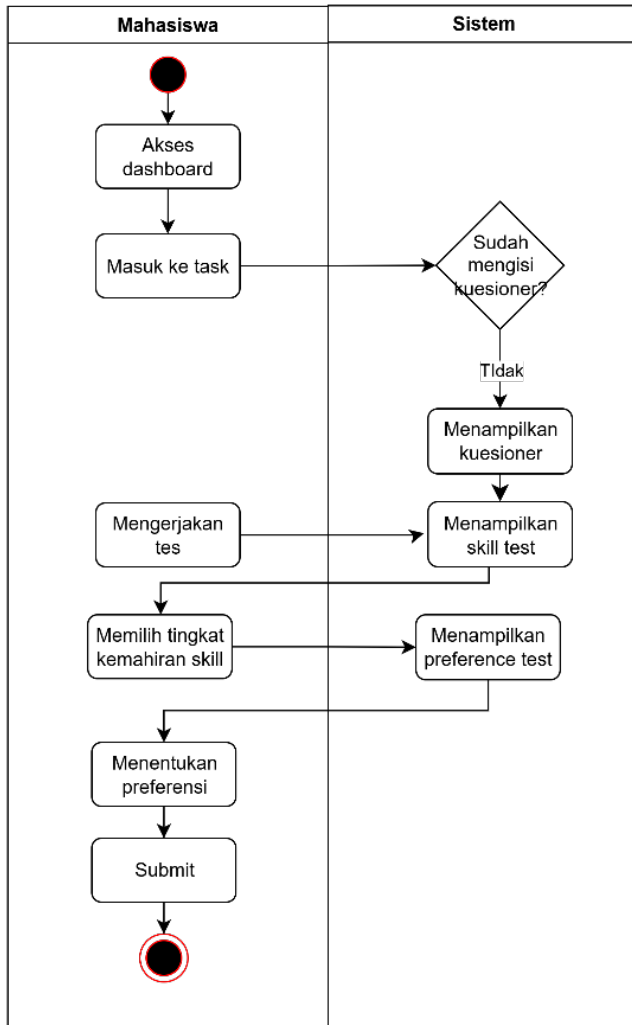 Mahasiswa
Sistem
Akses
dashboard
Masuk ke task
Sudah
mengisi
kuesioner?
TIdak
Menampilkan
kuesioner
Mengerjakan
tes
Menampilkan
skill test
Memilih tingkat
kemahiran skill
Menampilkan
preference test
Menentukan
preferensi
Submit